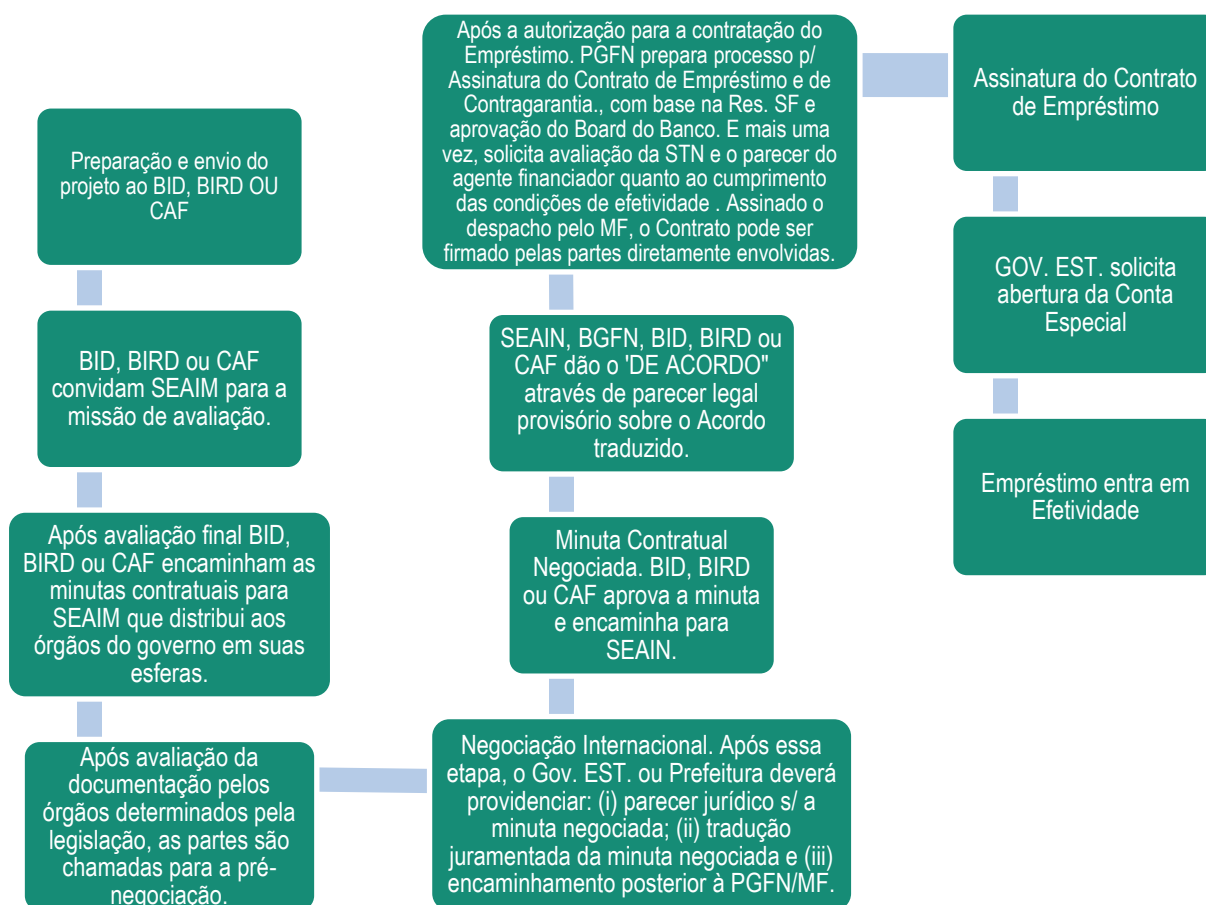 Preparação e envio do
projeto ao BID, BIRD OU
CAF
BID, BIRD ou CAF
convidam SEAIM para a
missão de avaliação.
Após avaliação final BID,
BIRD ou CAF encaminham as
minutas contratuais para
SEAIM que distribui aos
órgãos do governo em suas
esferas.
Após avaliação da
documentação pelos
órgãos determinados pela
legislação, as partes são
chamadas para a pré-
negociação.
Negociação Internacional. Após essa
etapa, o Gov. EST. ou Prefeitura deverá
providenciar: (i) parecer jurídico s/ a
minuta negociada; (ii) tradução
juramentada da minuta negociada e (iii)
encaminhamento posterior à PGFN/MF.
Minuta Contratual
Negociada. BID, BIRD
ou CAF aprova a minuta
e encaminha para
SEAIN.
SEAIN, BGFN, BID, BIRD ou
CAF dão o 'DE ACORDO"
através de parecer legal
provisório sobre o Acordo
traduzido.
Após a autorização para a contratação do
Empréstimo. PGFN prepara processo p/
Assinatura do Contrato de Empréstimo e de
Contragarantia., com base na Res. SF e
aprovação do Board do Banco. E mais uma
vez, solicita avaliação da STN e o parecer do
agente financiador quanto ao cumprimento
das condições de efetividade . Assinado o
despacho pelo MF, o Contrato pode ser
firmado pelas partes diretamente envolvidas.
Assinatura do Contrato
de Empréstimo
GOV. EST. solicita
abertura da Conta
Especial
Empréstimo entra em
Efetividade